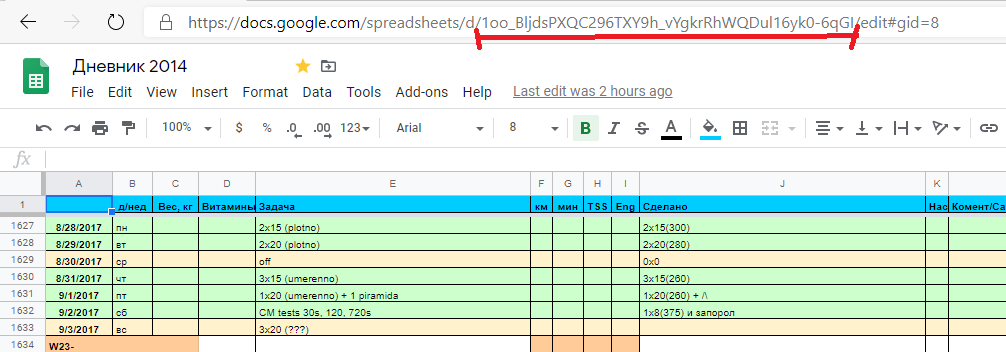 https://docs.google.com/spreadsheets/d/1oo_BljdsPXQC296TXY9h_vYgkrRhWQDul16yk0-6qGI/edit#gid=8
Дневник 2014
File Edit View Insert Format Data Tools Add-ons Help Last edit was 2 hours ago
100% $ % .0 .00 123 Arial 8 B I S A
fx
A B C D E F G H I J K
1 д/нед Вес, кг Витамины Задача км мин TSS Eng Сделано Нас Комент/Са
1627 8/28/2017 пн 2x15 (plotno) 2x15(300)
1628 8/29/2017 вт 2x20 (plotno) 2x20(280)
1629 8/30/2017 ср off 0x0
1630 8/31/2017 чт 3x15 (umerenno) 3x15(260)
1631 9/1/2017 пт 1x20 (umerenno) + 1 piramida 1x20(260) + /\
1632 9/2/2017 сб CM tests 30s, 120, 720s 1x8(375) и запорол
1633 9/3/2017 вс 3x20 (???)
1634 W23-